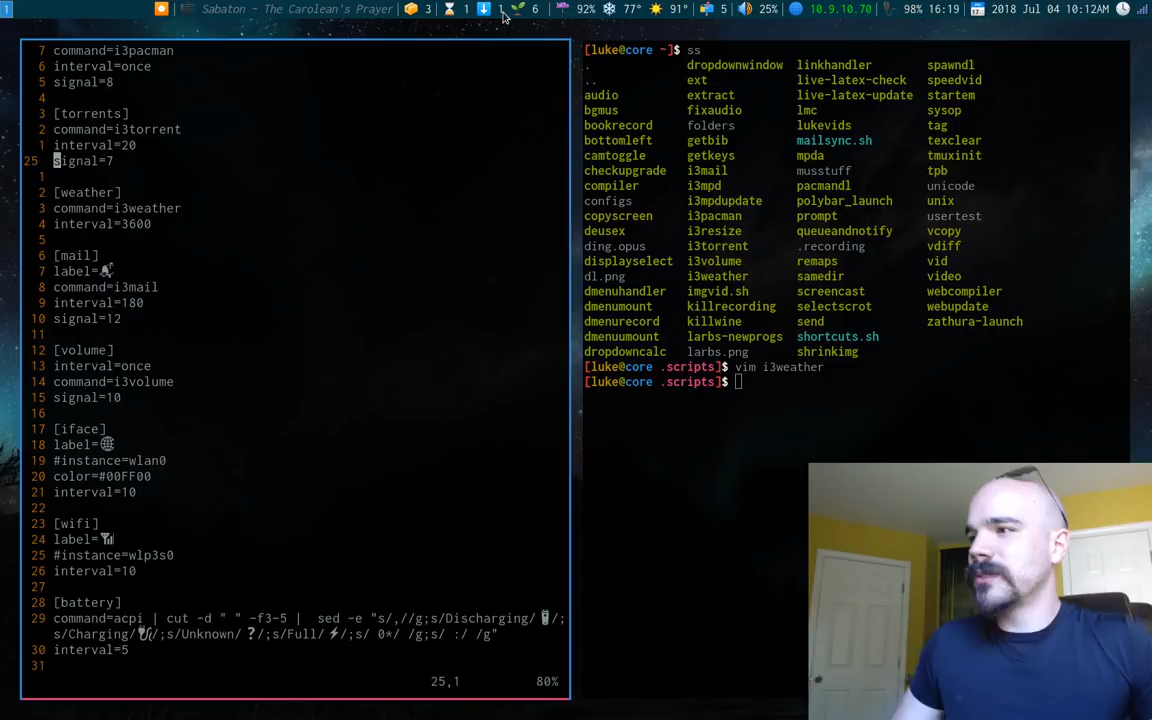 1 Sabaton - The Carolean's Prayer 3 1 1 6 92% 77° 91° 5 25% 10.9.10.70 98% 16:19 2018 Jul 04 10:12AM
7 command=i3pacman
6 interval=once
5 signal=8
4
3 [torrents]
2 command=i3torrent
1 interval=20
25 signal=7
1
2 [weather]
3 command=i3weather
4 interval=3600
5
6 [mail]
7 label=
8 command=i3mail
9 interval=180
10 signal=12
11
12 [volume]
13 interval=once
14 command=i3volume
15 signal=10
16
17 [iface]
18 label=
19 #instance=wlan0
20 color=#00FF00
21 interval=10
22
23 [wifi]
24 label=
25 #instance=wlp3s0
26 interval=10
27
28 [battery]
29 command=acpi | cut -d " " -f3-5 | sed -e "s/,//g;s/Discharging/ /;
s/Charging/ /;s/Unknown/ ?/;s/Full/ ⚡/;s/ 0*/ /g;s/ :/ /g"
30 interval=5
31
25,1 80%
[luke@core ~]$ ss
. dropdownwindow linkhandler spawndl
.. ext live-latex-check speedvid
audio extract live-latex-update startem
bgmus fixaudio lmc sysop
bookrecord folders lukevids tag
bottomleft getbib mailsync.sh texclear
camtoggle getkeys mpda tmuxinit
checkupgrade i3mail musstuff tpb
compiler i3mpd pacmandl unicode
configs i3mpdupdate polybar_launch unix
copyscreen i3pacman prompt usertest
deusex i3resize queueandnotify vcopy
ding.opus i3torrent .recording vdiff
displayselect i3volume remaps vid
dl.png i3weather samedir video
dmenuhandler imgvid.sh screencast webcompiler
dmenumount killrecording selectscrot webupdate
dmenurecord killwine send zathura-launch
dmenuumount larbs-newprogs shortcuts.sh
dropdowncalc larbs.png shrinkimg
[luke@core .scripts]$ vim i3weather
[luke@core .scripts]$